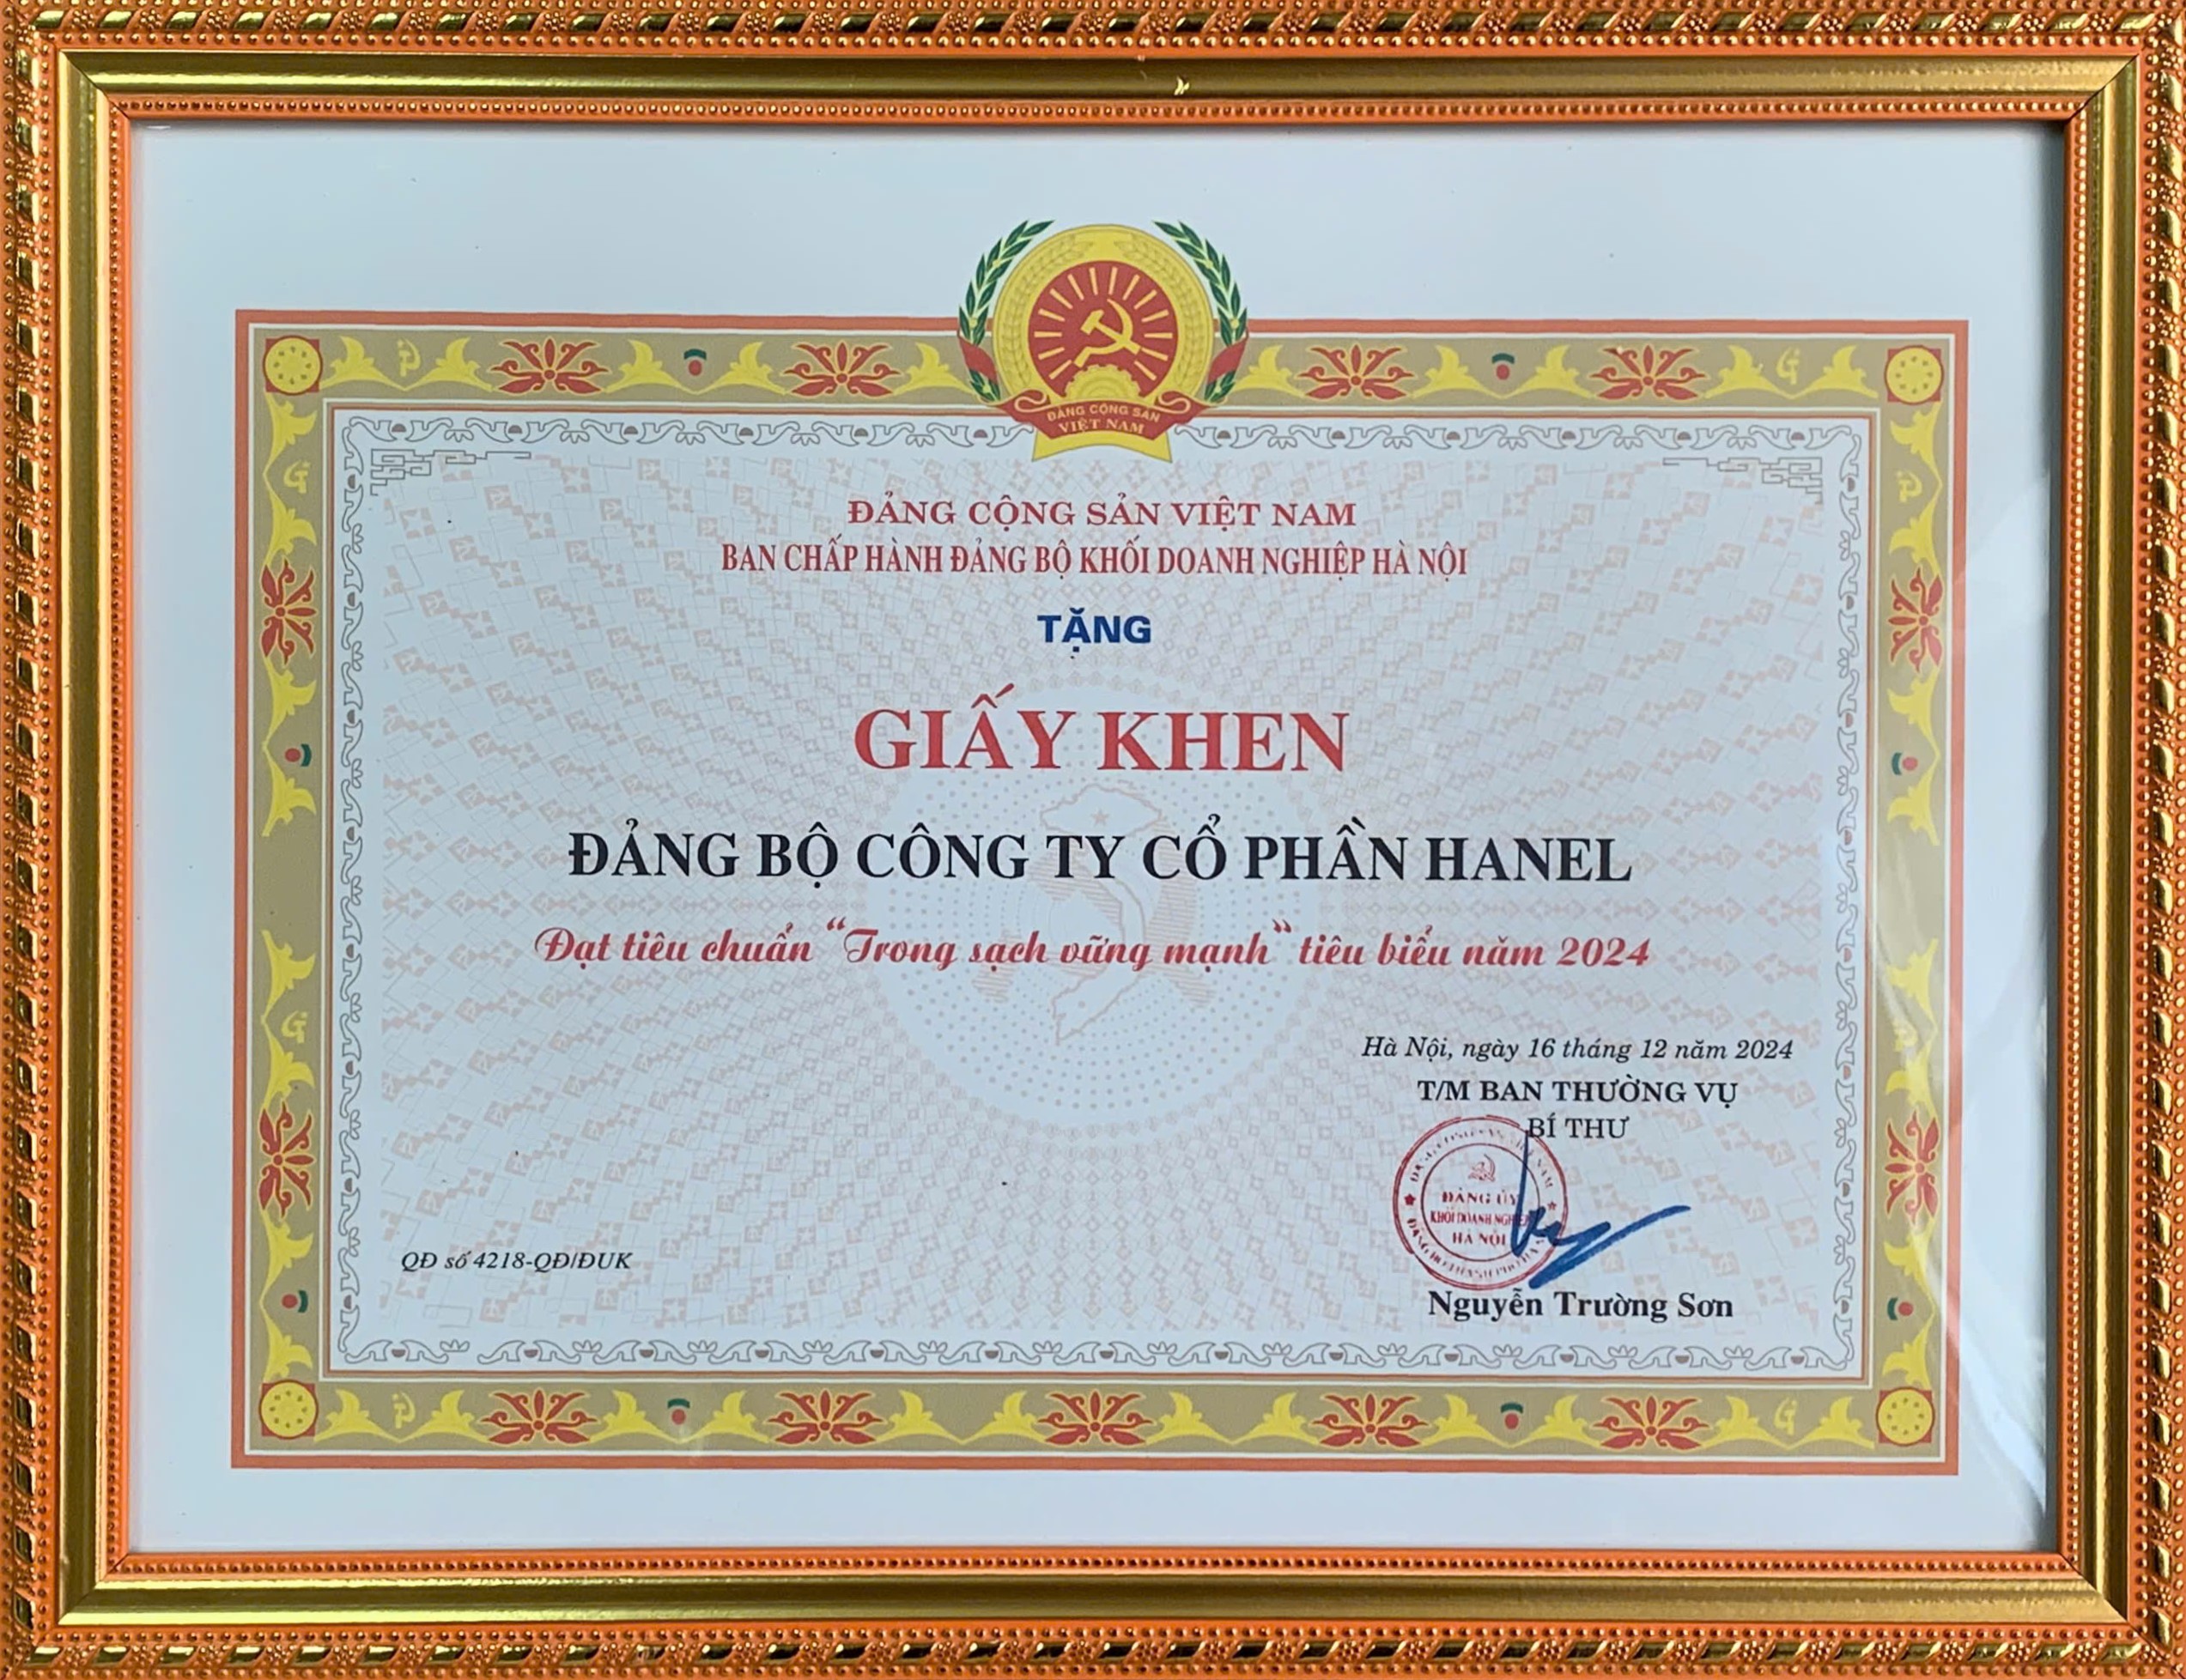 ĐẢNG CỘNG SẢN
VIỆT NAM
ĐẢNG CỘNG SẢN VIỆT NAM
BAN CHẤP HÀNH ĐẢNG BỘ KHỐI DOANH NGHIỆP HÀ NỘI
TẶNG
GIẤY KHEN
ĐẢNG BỘ CÔNG TY CỔ PHẦN HANEL
Đạt tiêu chuẩn “Trong sạch vững mạnh” tiêu biểu năm 2024
Hà Nội, ngày 16 tháng 12 năm 2024
T/M BAN THƯỜNG VỤ
BÍ THƯ
ĐẢNG ỦY
KHỐI DOANH NGHIỆP
HÀ NỘI
QĐ số 4218-QĐ/ĐUK
Nguyễn Trường Sơn